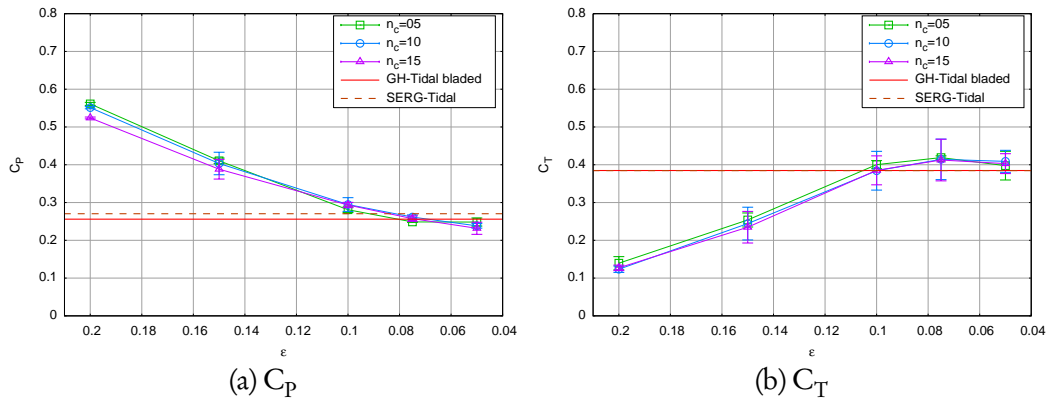 0.8
0.7
0.6
0.5
0.4
0.3
0.2
0.1
0
C_P
n_c=05
n_c=10
n_c=15
GH-Tidal bladed
SERG-Tidal
0.2 0.18 0.16 0.14 0.12 0.1 0.08 0.06 0.04
ε
(a) C_P
0.8
0.7
0.6
0.5
0.4
0.3
0.2
0.1
0
C_T
n_c=05
n_c=10
n_c=15
GH-Tidal bladed
SERG-Tidal
0.2 0.18 0.16 0.14 0.12 0.1 0.08 0.06 0.04
ε
(b) C_T